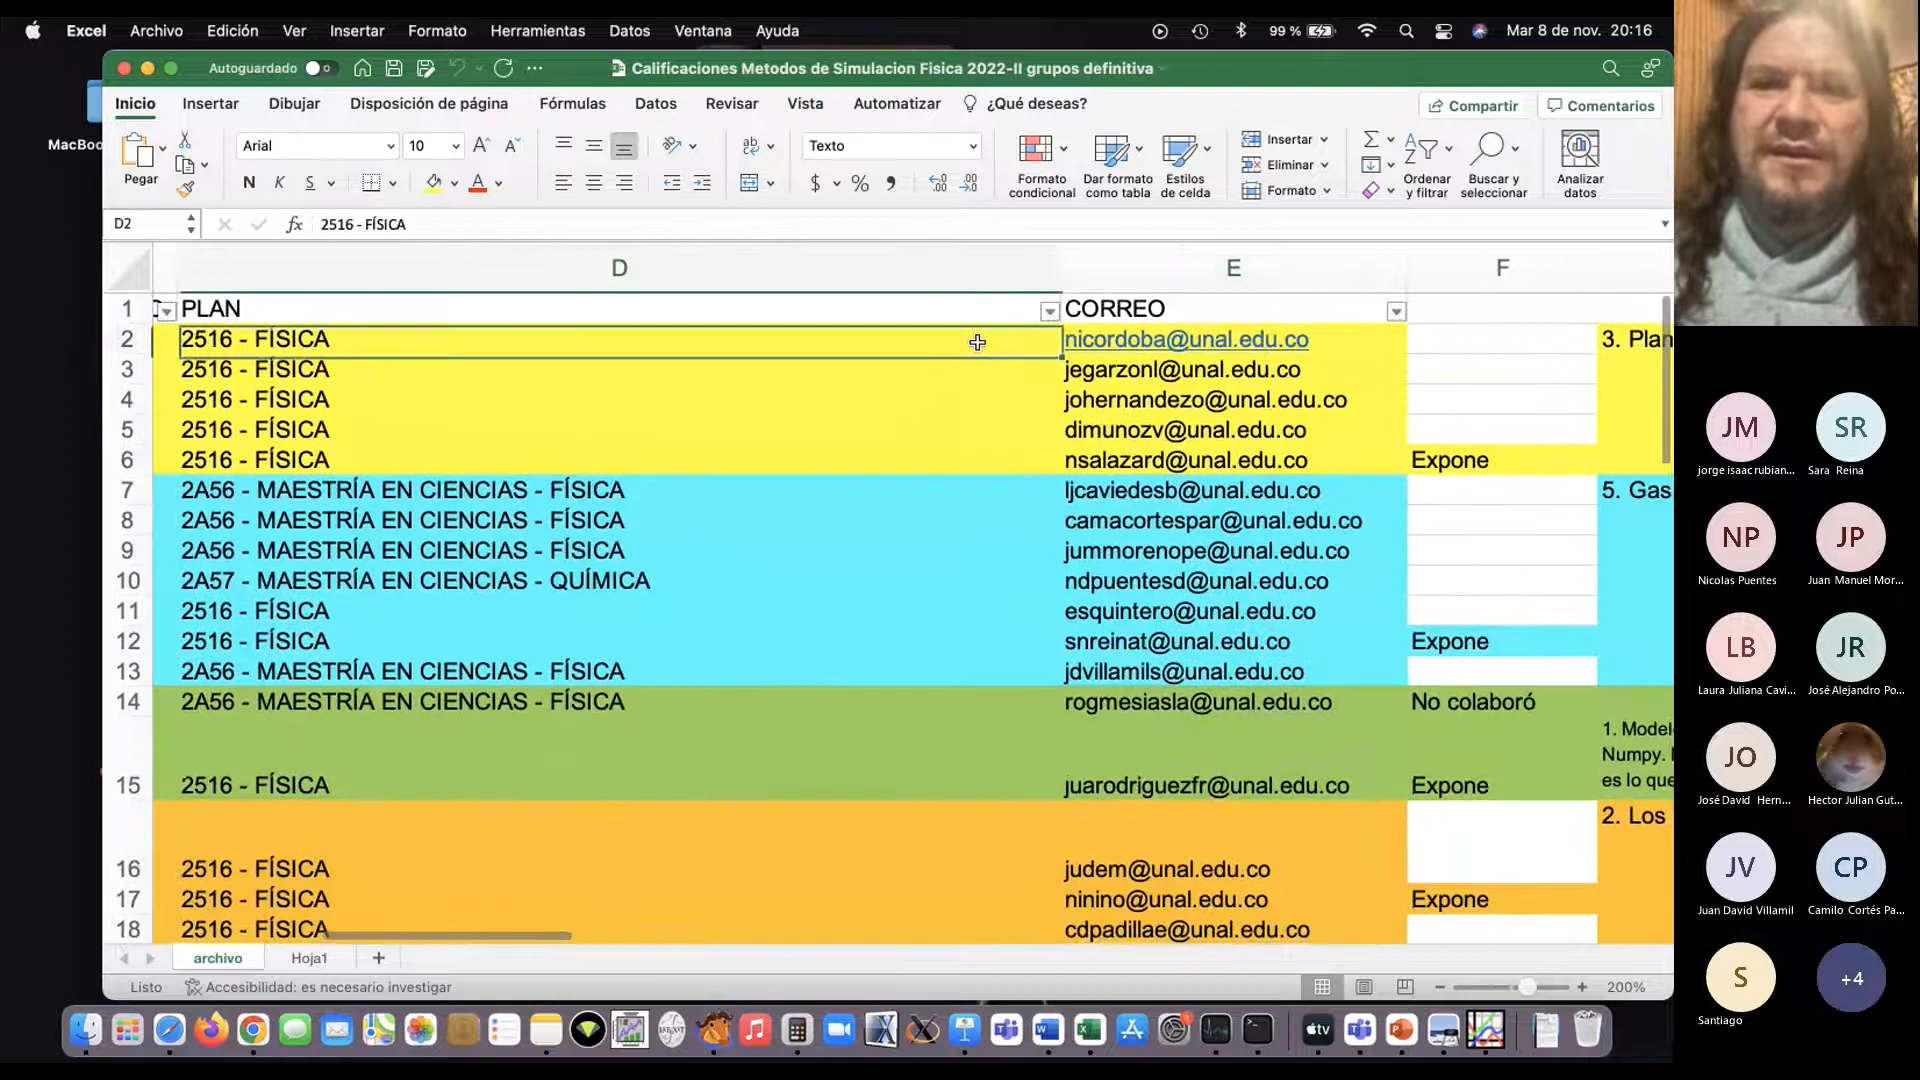 Excel Archivo Edición Ver Insertar Formato Herramientas Datos Ventana Ayuda 99 % Mar 8 de nov. 20:16
MacBoo
Autoguardado Calificaciones Metodos de Simulacion Fisica 2022-II grupos definitiva
Inicio Insertar Dibujar Disposición de página Fórmulas Datos Revisar Vista Automatizar ¿Qué deseas? Compartir Comentarios
Pegar
Arial 10
N K S
Texto
$ %
Formato condicional
Dar formato como tabla
Estilos de celda
Insertar
Eliminar
Formato
Ordenar y filtrar
Buscar y seleccionar
Analizar datos
D2 fx 2516 - FÍSICA
D E F
1 PLAN CORREO
2 2516 - FÍSICA nicordoba@unal.edu.co 3. Plan
3 2516 - FÍSICA jegarzonl@unal.edu.co
4 2516 - FÍSICA johernandezo@unal.edu.co
5 2516 - FÍSICA dimunozv@unal.edu.co
6 2516 - FÍSICA nsalazard@unal.edu.co Expone
7 2A56 - MAESTRÍA EN CIENCIAS - FÍSICA ljcaviedesb@unal.edu.co 5. Gas
8 2A56 - MAESTRÍA EN CIENCIAS - FÍSICA camacortespar@unal.edu.co
9 2A56 - MAESTRÍA EN CIENCIAS - FÍSICA jummorenope@unal.edu.co
10 2A57 - MAESTRÍA EN CIENCIAS - QUÍMICA ndpuentesd@unal.edu.co
11 2516 - FÍSICA esquintero@unal.edu.co
12 2516 - FÍSICA snreinat@unal.edu.co Expone
13 2A56 - MAESTRÍA EN CIENCIAS - FÍSICA jdvillamils@unal.edu.co
14 2A56 - MAESTRÍA EN CIENCIAS - FÍSICA rogmesiasla@unal.edu.co No colaboró
1. Mode
Numpy.
es lo que
15 2516 - FÍSICA juarodriguezfr@unal.edu.co Expone
2. Los
16 2516 - FÍSICA judem@unal.edu.co
17 2516 - FÍSICA ninino@unal.edu.co Expone
18 2516 - FÍSICA cdpadillae@unal.edu.co
archivo Hoja1 +
Listo Accesibilidad: es necesario investigar 200%
JM SR
jorge isaac rubian... Sara Reina
NP JP
Nicolas Puentes Juan Manuel Mor...
LB JR
Laura Juliana Cavi... José Alejandro Po...
JO
José David Hern... Hector Julian Gut...
JV CP
Juan David Villamil Camilo Cortés Pa...
S +4
Santiago
tv